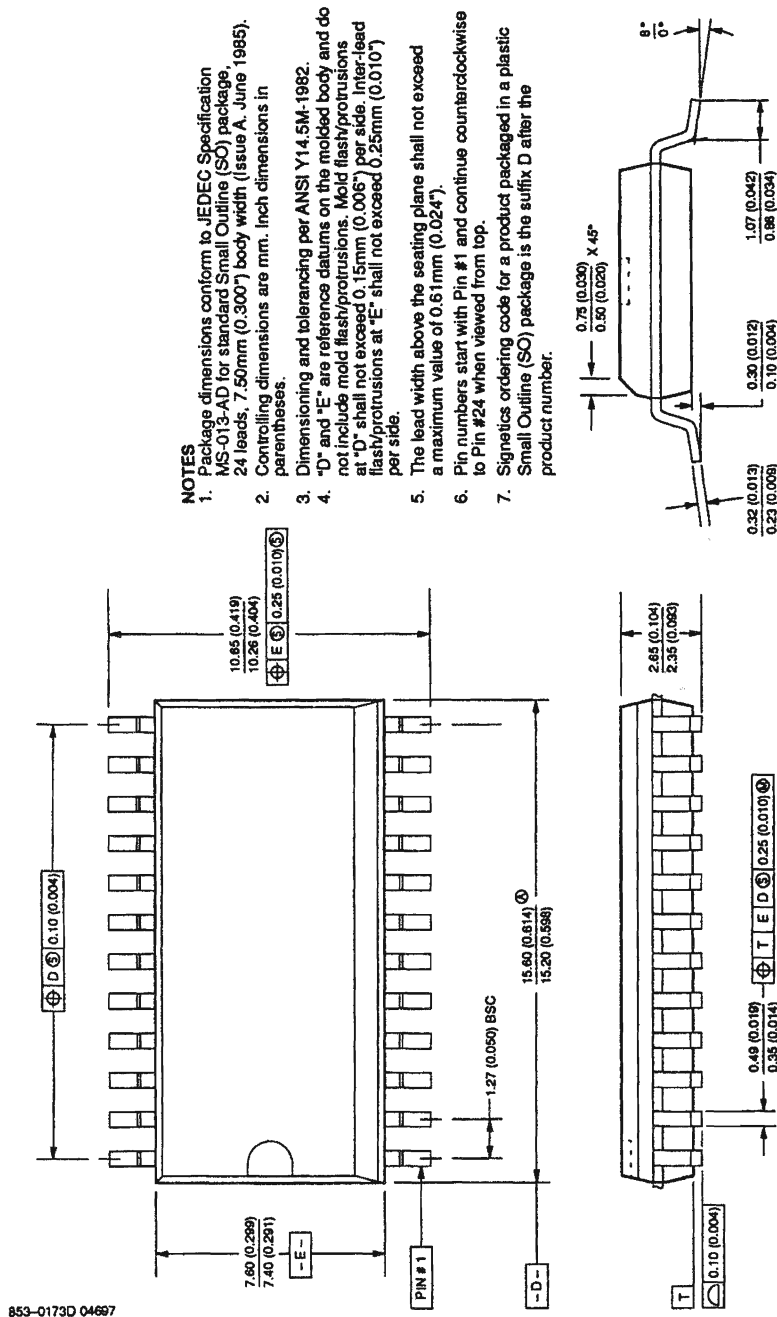 NOTES
1. Package dimensions conform to JEDEC Specification
MS-013-AD for standard Small Outline (SO) package,
24 leads, 7.50mm (0.300") body width (Issue A, June 1985).
2. Controlling dimensions are mm. Inch dimensions in
parentheses.
3. Dimensioning and tolerancing per ANSI Y14.5M-1982.
4. "D" and "E" are reference datums on the molded body and do
not include mold flash/protrusions. Mold flash/protrusions
at "D" shall not exceed 0.15mm (0.006") per side. Inter-lead
flash/protrusions at "E" shall not exceed 0.25mm (0.010")
per side.
5. The lead width above the seating plane shall not exceed
a maximum value of 0.61mm (0.024").
6. Pin numbers start with Pin #1 and continue counterclockwise
to Pin #24 when viewed from top.
7. Signetics ordering code for a product packaged in a plastic
Small Outline (SO) package is the suffix D after the
product number.
⌖ D Ⓢ 0.10 (0.004)
10.65 (0.419)
10.26 (0.404)
⌖ E Ⓢ 0.25 (0.010) Ⓢ
7.60 (0.299)
7.40 (0.291)
-E-
PIN # 1
1.27 (0.050) BSC
-D-
15.60 (0.614) Ⓐ
15.20 (0.598)
2.65 (0.104)
2.35 (0.093)
T
⌓ 0.10 (0.004)
0.49 (0.019)
0.35 (0.014)
⌖ T E D Ⓢ 0.25 (0.010) Ⓜ
0.75 (0.030)
0.50 (0.020)
X 45°
8°
0°
0.32 (0.013)
0.23 (0.009)
0.30 (0.012)
0.10 (0.004)
1.07 (0.042)
0.86 (0.034)
853-0173D 04697